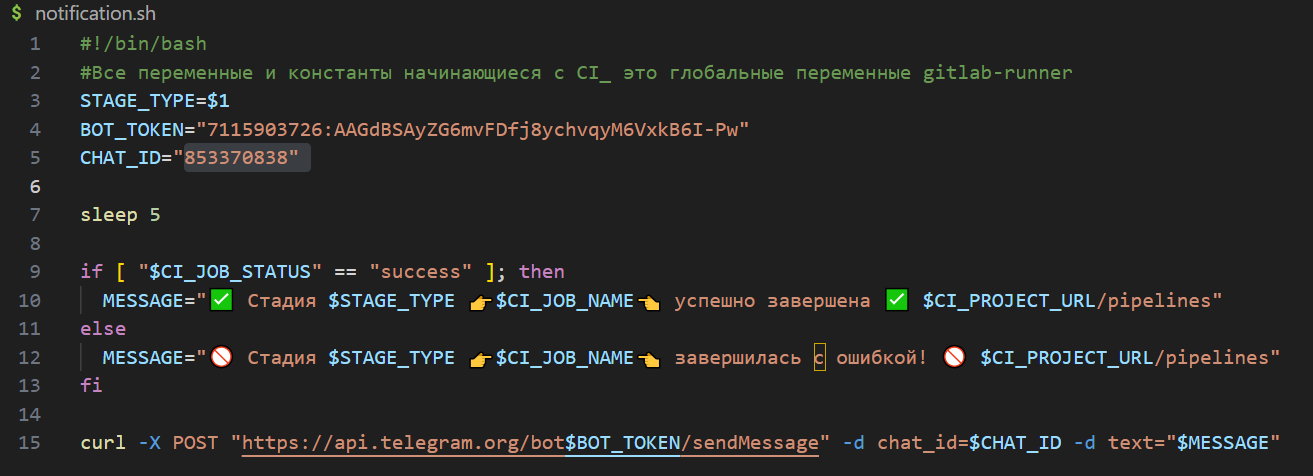 $ notification.sh
1 #!/bin/bash
2 #Все переменные и константы начинающиеся с CI_ это глобальные переменные gitlab-runner
3 STAGE_TYPE=$1
4 BOT_TOKEN="7115903726:AAGdBSAyZG6mvFDfj8ychvqyM6VxkB6I-Pw"
5 CHAT_ID="853370838"
6
7 sleep 5
8
9 if [ "$CI_JOB_STATUS" == "success" ]; then
10 MESSAGE="✅ Стадия $STAGE_TYPE 👉$CI_JOB_NAME👈 успешно завершена ✅ $CI_PROJECT_URL/pipelines"
11 else
12 MESSAGE="🚫 Стадия $STAGE_TYPE 👉$CI_JOB_NAME👈 завершилась с ошибкой! 🚫 $CI_PROJECT_URL/pipelines"
13 fi
14
15 curl -X POST "https://api.telegram.org/bot$BOT_TOKEN/sendMessage" -d chat_id=$CHAT_ID -d text="$MESSAGE"